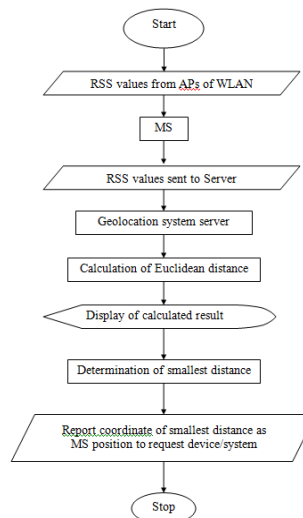 Start
RSS values from APs of WLAN
MS
RSS values sent to Server
Geolocation system server
Calculation of Euclidean distance
Display of calculated result
Determination of smallest distance
Report coordinate of smallest distance as
MS position to request device/system
Stop